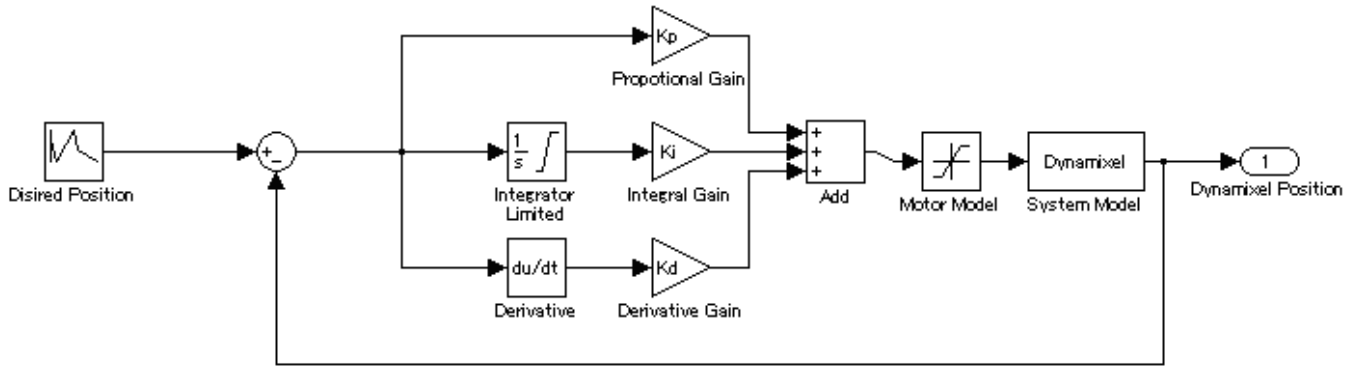 Kp
Propotional Gain
+
-
Disired Position
1
s
Integrator
Limited
Ki
Integral Gain
+
+
+
Add
Motor Model
Dynamixel
System Model
1
Dynamixel Position
du/dt
Derivative
Kd
Derivative Gain